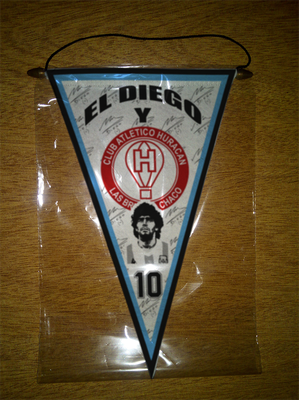 EL DIEGO
Y
CLUB ATLETICO HURACAN
H
LAS BR CHACO
10